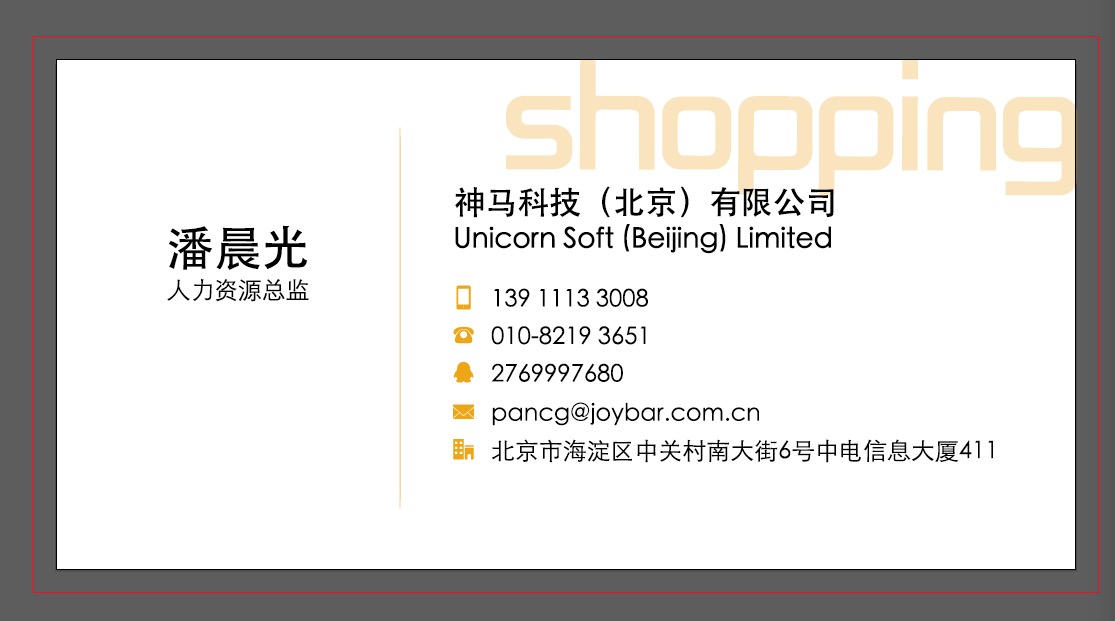 shopping
潘晨光
人力资源总监
神马科技（北京）有限公司
Unicorn Soft (Beijing) Limited
139 1113 3008
010-8219 3651
2769997680
pancg@joybar.com.cn
北京市海淀区中关村南大街6号中电信息大厦411